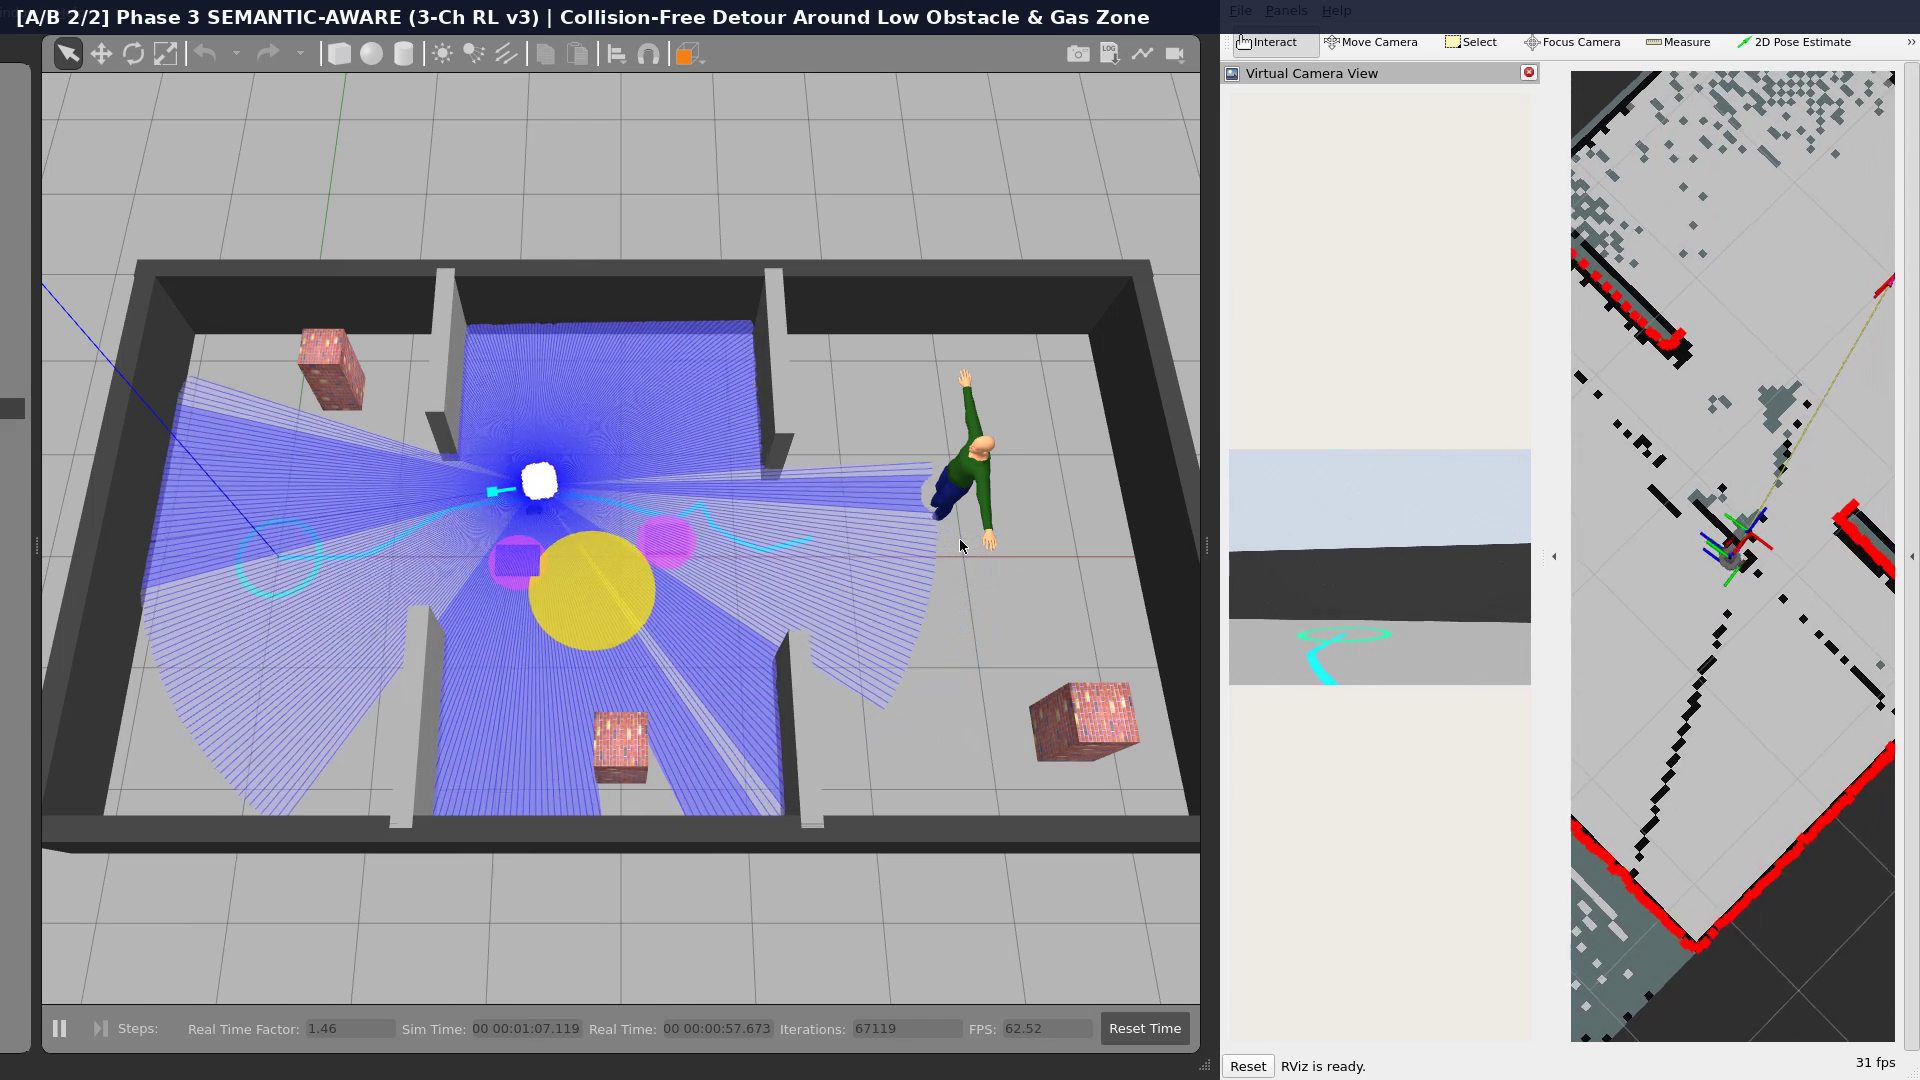 [A/B 2/2] Phase 3 SEMANTIC-AWARE (3-Ch RL v3) | Collision-Free Detour Around Low Obstacle & Gas Zone
File Panels Help
Interact Move Camera Select Focus Camera Measure 2D Pose Estimate »
LOG
Virtual Camera View
Steps: Real Time Factor: 1.46 Sim Time: 00 00:01:07.119 Real Time: 00 00:00:57.673 Iterations: 67119 FPS: 62.52 Reset Time
Reset RViz is ready. 31 fps